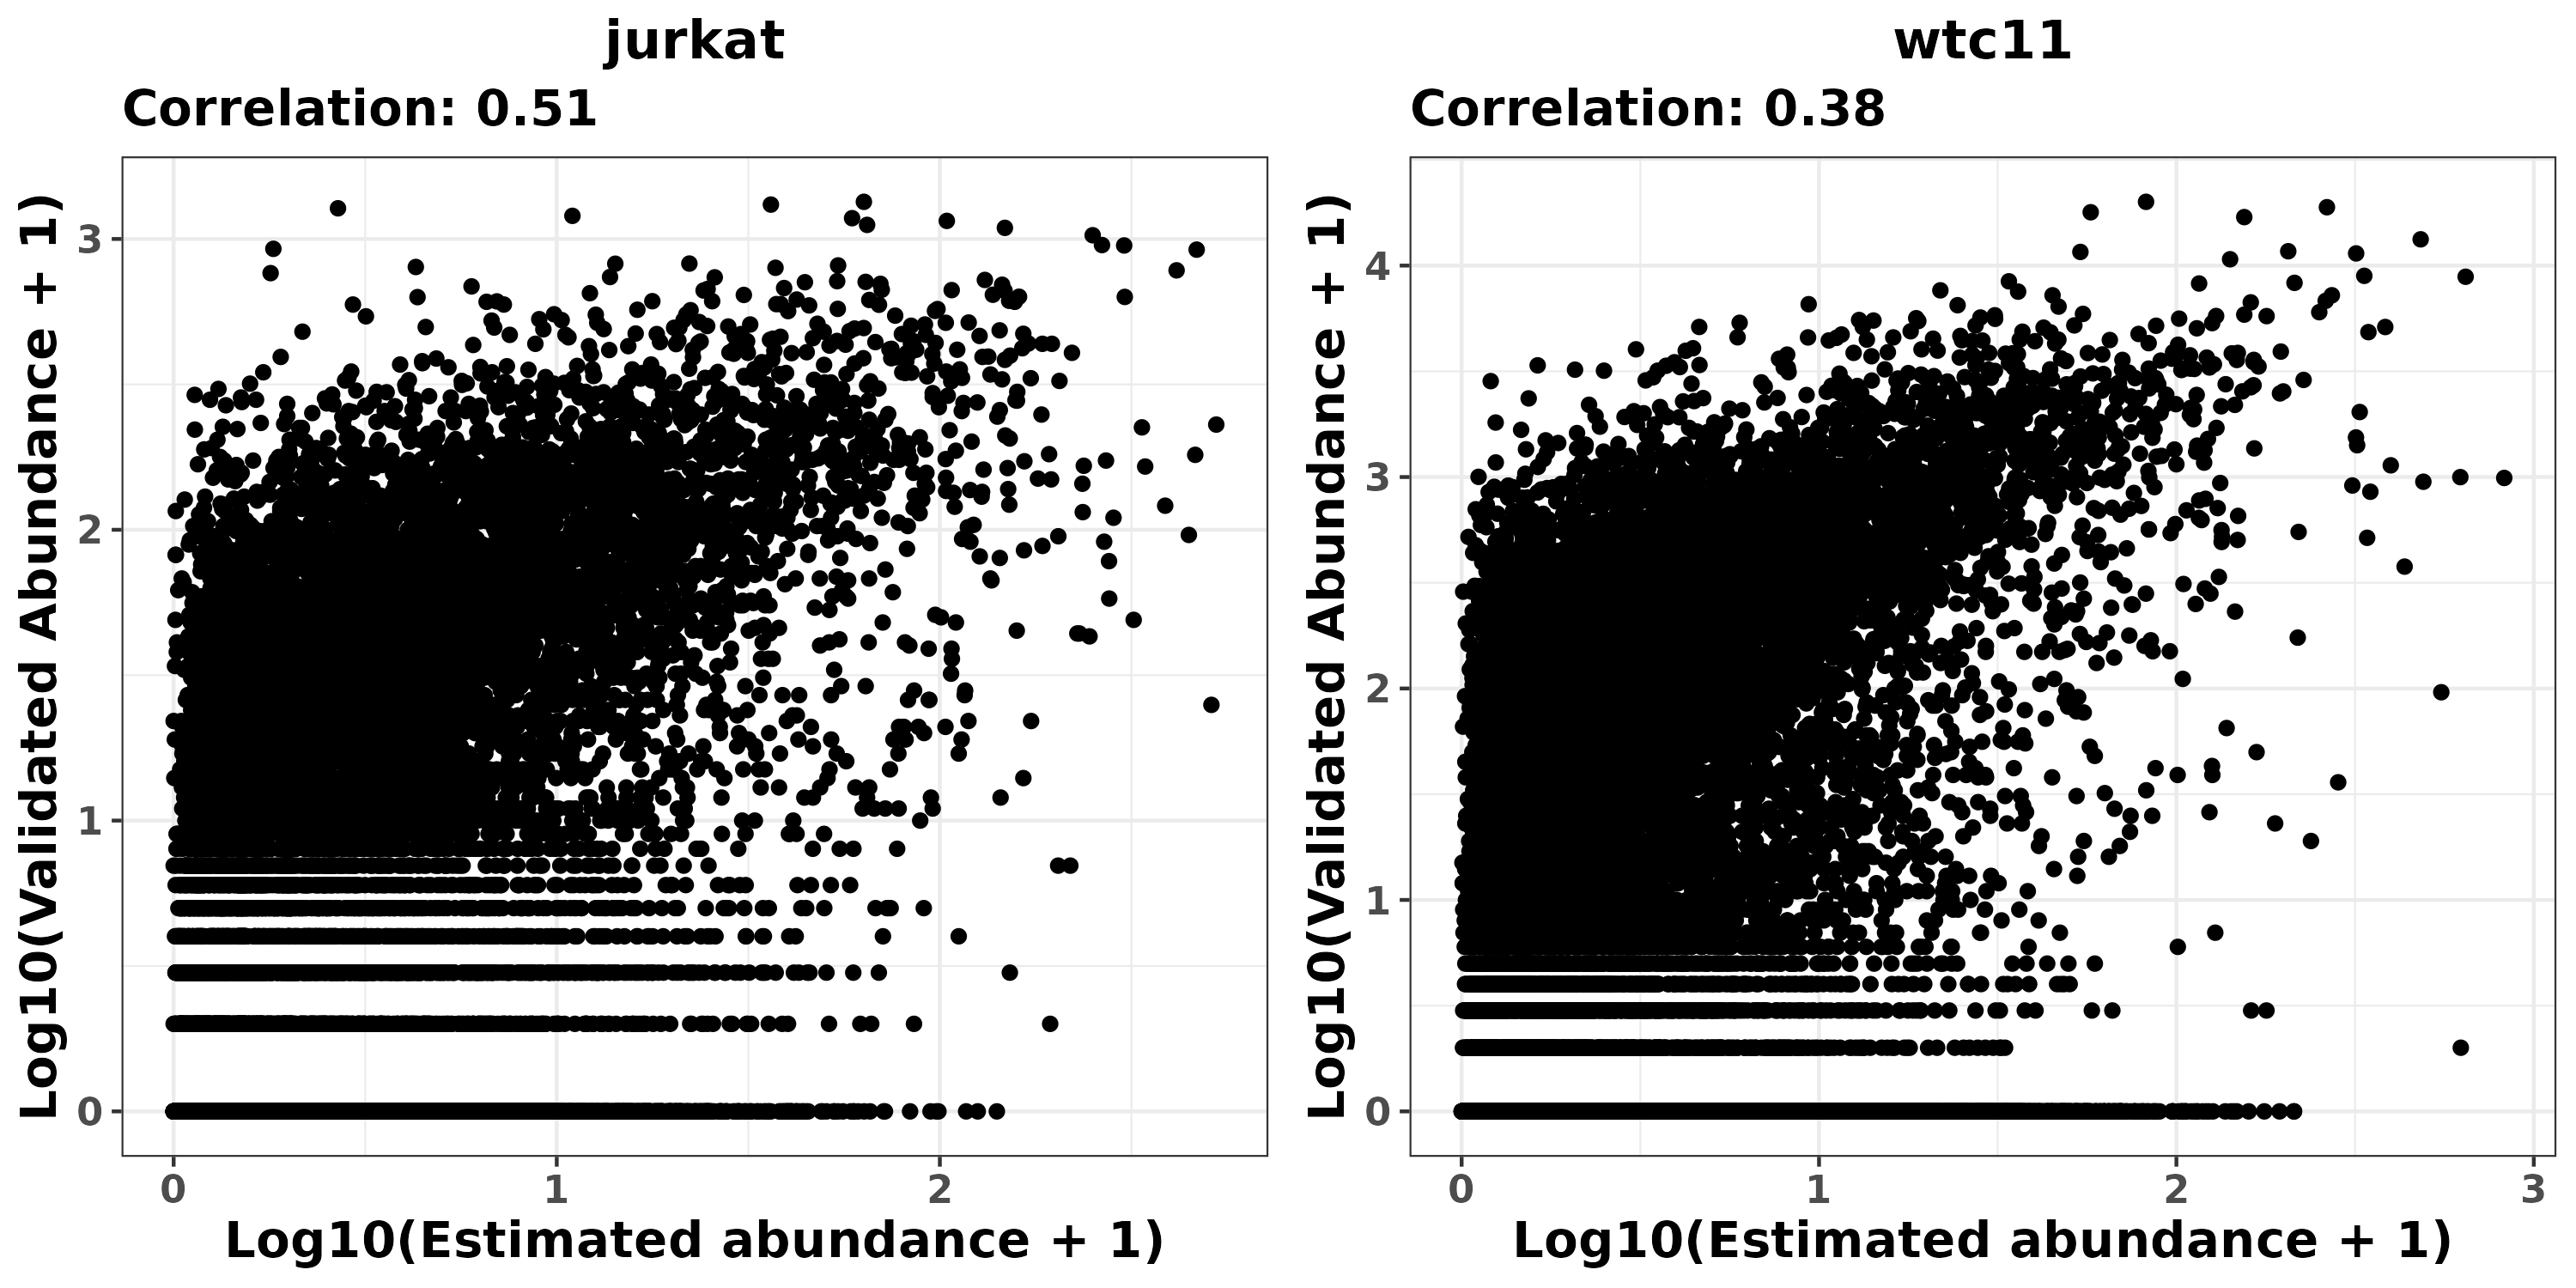 jurkat
Correlation: 0.51
Log10(Validated Abundance + 1)
3
2
1
0
0 1 2
Log10(Estimated abundance + 1)
wtc11
Correlation: 0.38
Log10(Validated Abundance + 1)
4
3
2
1
0
0 1 2 3
Log10(Estimated abundance + 1)